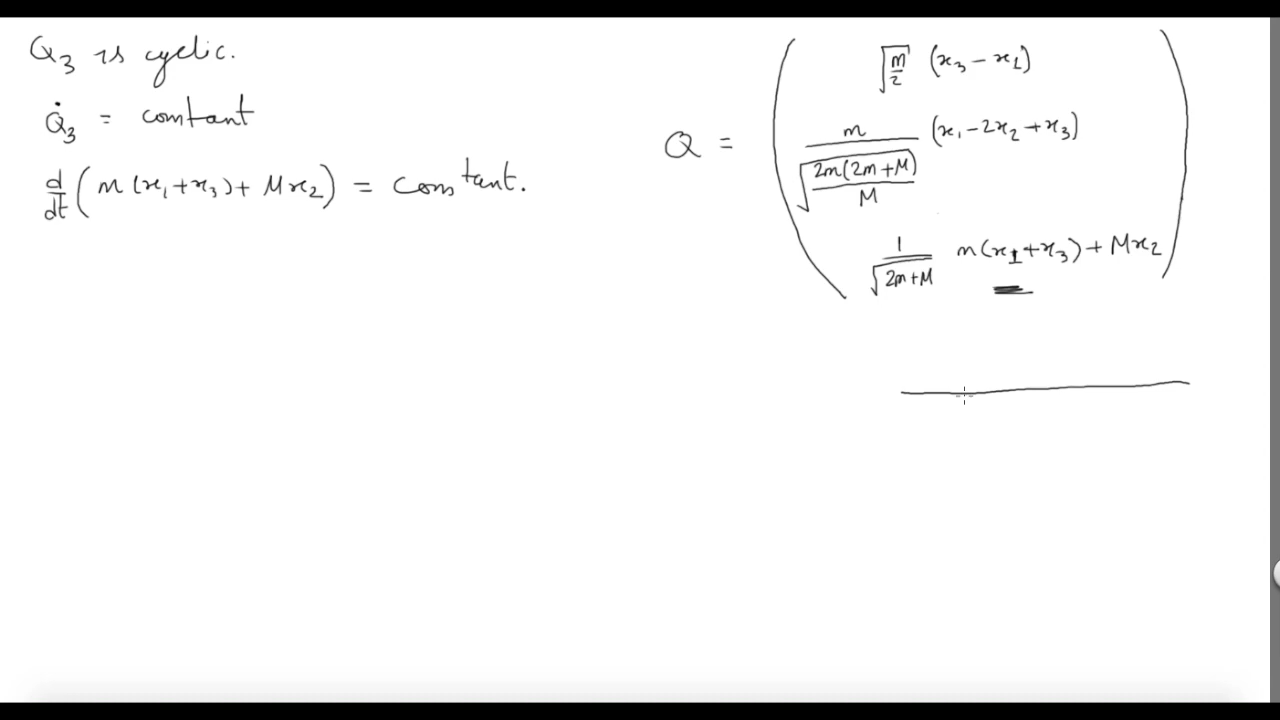 Q₃ is cyclic.
Q̇₃ = constant
d/dt (m(x₁+x₃) + Mx₂) = constant.
Q = ( √(m/2) (x₃ − x₁)
m / √(2m(2m+M)/M) (x₁ − 2x₂ + x₃)
1/√(2m+M) m(x₁+x₃) + Mx₂ )